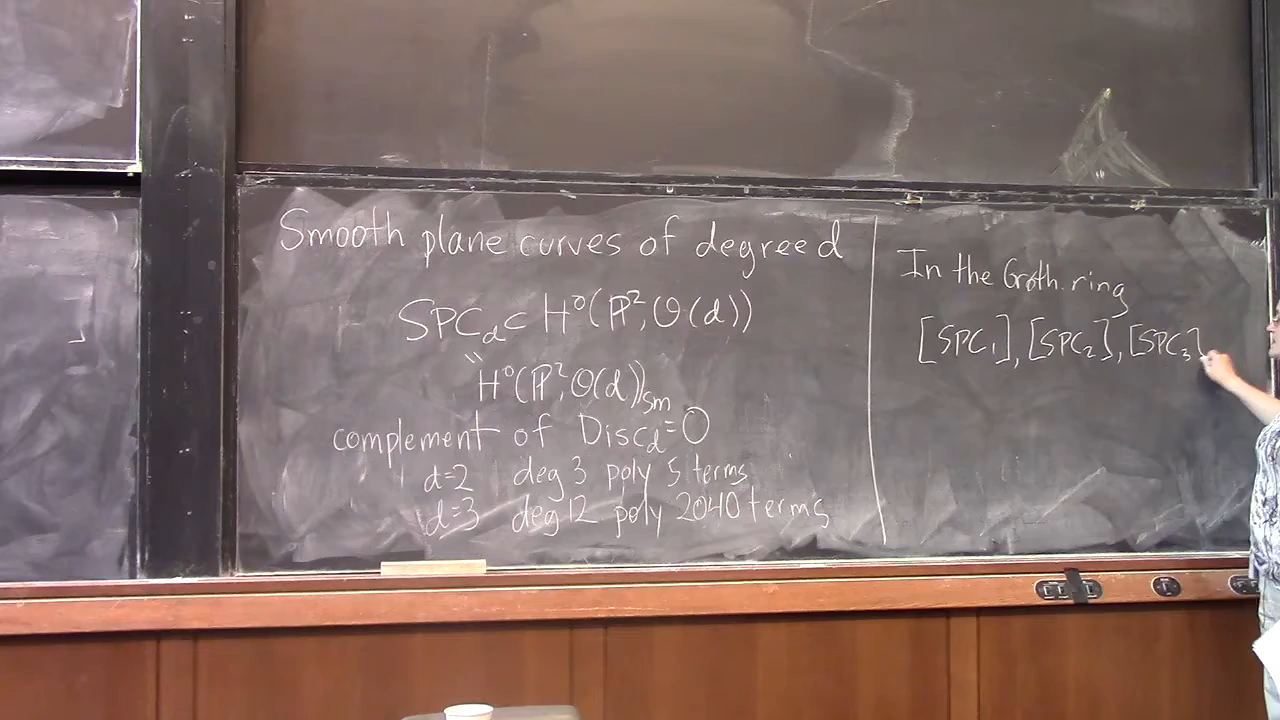 Smooth plane curves of degree d
SPC_d ⊂ H⁰(ℙ², O(d))
"
H⁰(ℙ², O(d))_sm
complement of Disc_d = 0
d=2 deg 3 poly 5 terms
d=3 deg 12 poly 2040 terms
In the Groth. ring
[SPC₁], [SPC₂], [SPC₃]